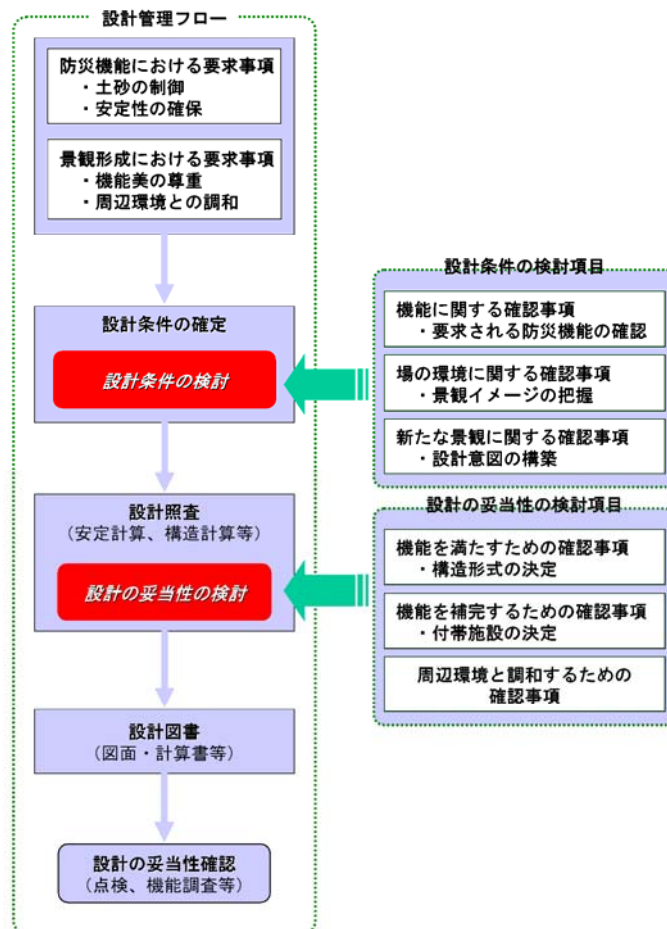 設計管理フロー
防災機能における要求事項
・土砂の制御
・安定性の確保
景観形成における要求事項
・機能美の尊重
・周辺環境との調和
設計条件の確定
設計条件の検討
設計照査
(安定計算、構造計算等)
設計の妥当性の検討
設計図書
(図面・計算書等)
設計の妥当性確認
(点検、機能調査等)
設計条件の検討項目
機能に関する確認事項
・要求される防災機能の確認
場の環境に関する確認事項
・景観イメージの把握
新たな景観に関する確認事項
・設計意図の構築
設計の妥当性の検討項目
機能を満たすための確認事項
・構造形式の決定
機能を補完するための確認事項
・付帯施設の決定
周辺環境と調和するための
確認事項